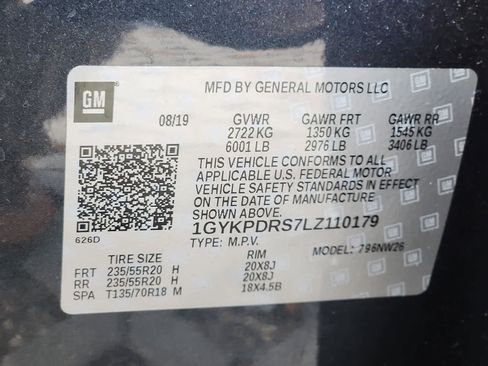 GM
MFD BY GENERAL MOTORS LLC
08/19 GVWR GAWR FRT GAWR RR
2722 KG 1350 KG 1545 KG
6001 LB 2976 LB 3406 LB
THIS VEHICLE CONFORMS TO ALL
APPLICABLE U.S. FEDERAL MOTOR
VEHICLE SAFETY STANDARDS IN EFFECT
ON THE DATE OF MANUFACTURE
SHOWN ABOVE.
1GYKPDRS7LZ110179
626D
TYPE: M.P.V. MODEL: 796NW26
TIRE SIZE RIM
FRT 235/55R20 H 20X8J
RR 235/55R20 H 20X8J
SPA T135/70R18 M 18X4.5B